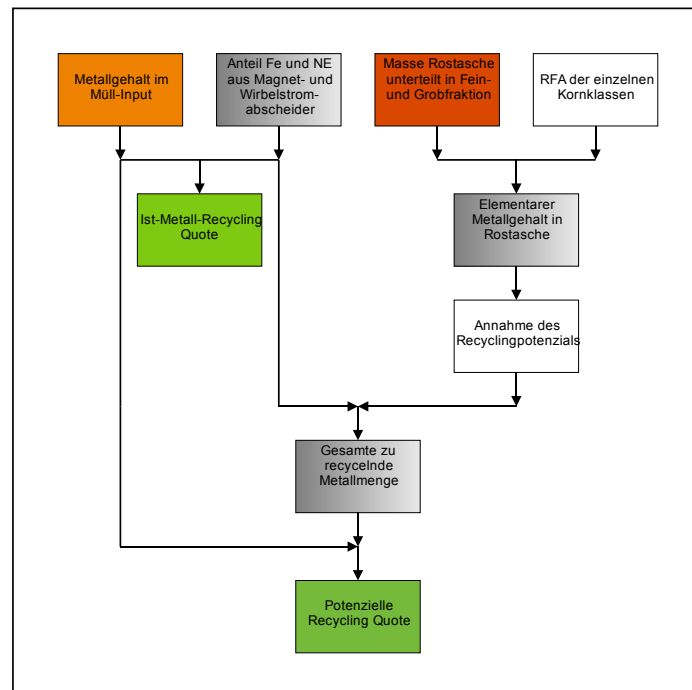 Metallgehalt im
Müll-Input
Anteil Fe und NE
aus Magnet- und
Wirbelstrom-
abscheider
Masse Rostasche
unterteilt in Fein-
und Grobfraktion
RFA der einzelnen
Kornklassen
Ist-Metall-Recycling
Quote
Elementarer
Metallgehalt in
Rostasche
Annahme des
Recyclingpotenzials
Gesamte zu
recycelnde
Metallmenge
Potenzielle
Recycling Quote